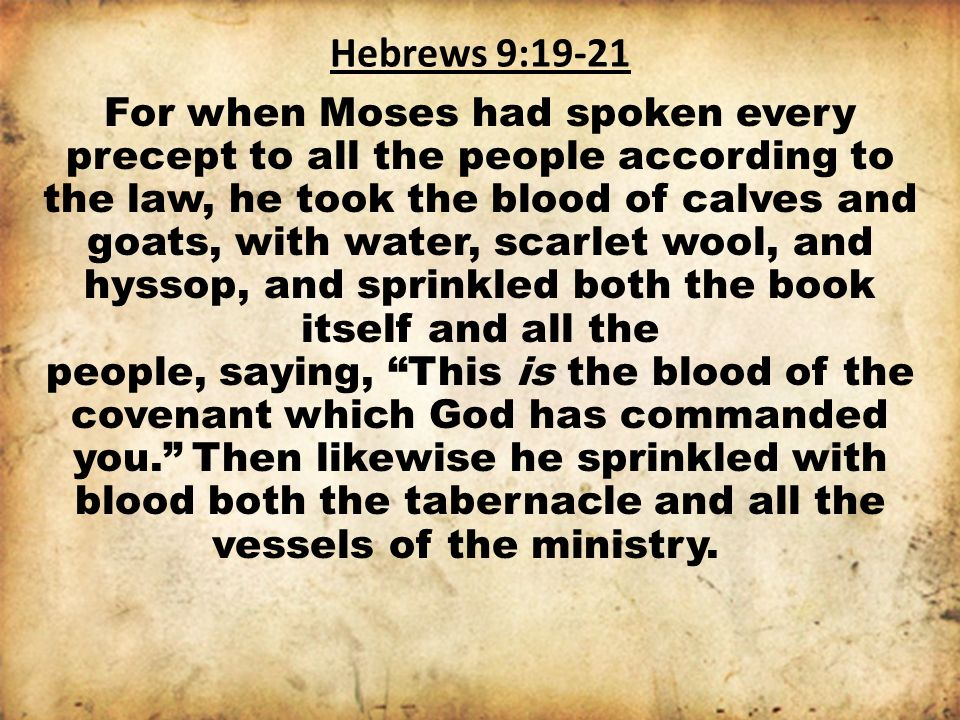 Hebrews 9:19-21
For when Moses had spoken every
precept to all the people according to
the law, he took the blood of calves and
goats, with water, scarlet wool, and
hyssop, and sprinkled both the book
itself and all the
people, saying, “This is the blood of the
covenant which God has commanded
you.” Then likewise he sprinkled with
blood both the tabernacle and all the
vessels of the ministry.